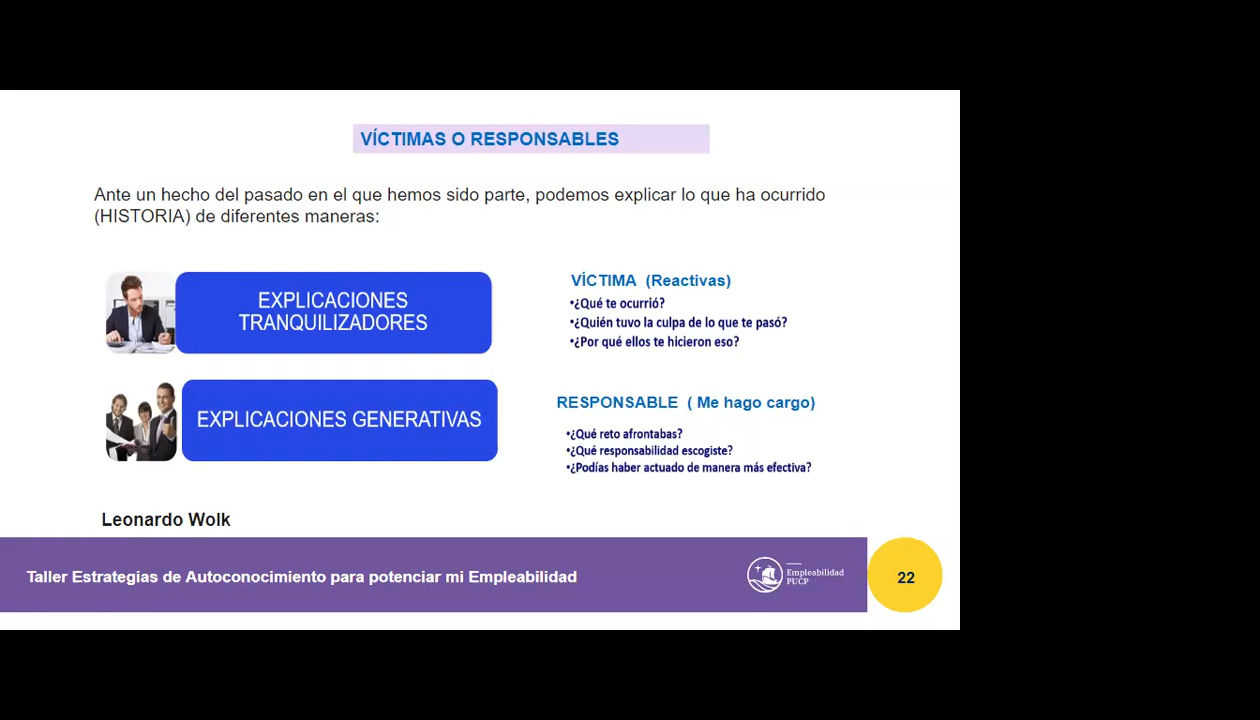 VÍCTIMAS O RESPONSABLES
Ante un hecho del pasado en el que hemos sido parte, podemos explicar lo que ha ocurrido
(HISTORIA) de diferentes maneras:
EXPLICACIONES
TRANQUILIZADORES
VÍCTIMA (Reactivas)
•¿Qué te ocurrió?
•¿Quién tuvo la culpa de lo que te pasó?
•¿Por qué ellos te hicieron eso?
EXPLICACIONES GENERATIVAS
RESPONSABLE ( Me hago cargo)
•¿Qué reto afrontabas?
•¿Qué responsabilidad escogiste?
•¿Podías haber actuado de manera más efectiva?
Leonardo Wolk
Taller Estrategias de Autoconocimiento para potenciar mi Empleabilidad
Empleabilidad
PUCP
22